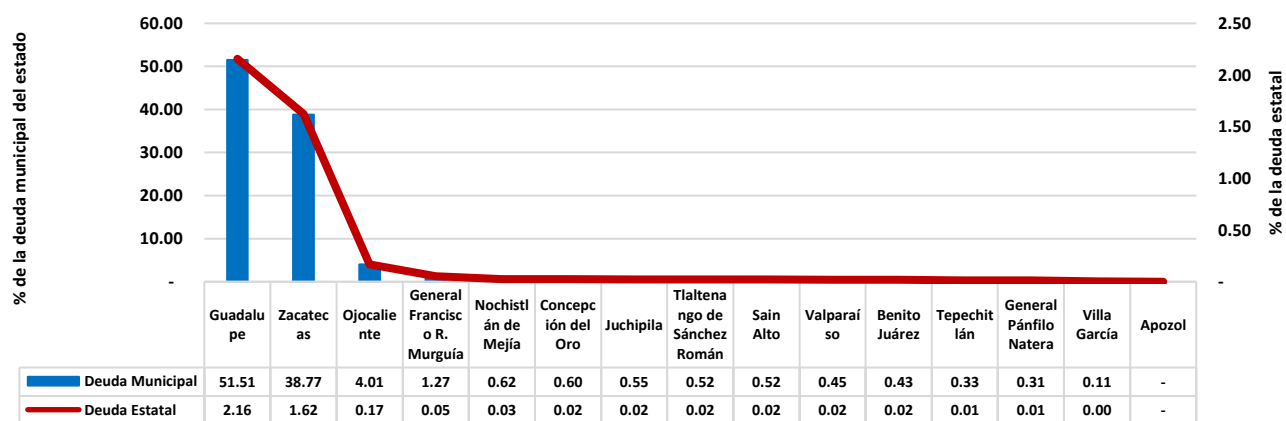 % de la deuda municipal del estado
60.00
50.00
40.00
30.00
20.00
10.00
-
2.50
2.00
1.50
1.00
0.50
-
% de la deuda estatal
Guadalu
pe
Zacatec
as
Ojocalie
nte
General
Francisc
o R.
Murguía
Nochistl
án de
Mejía
Concepc
ión del
Oro
Juchipila
Tlaltena
ngo de
Sánchez
Román
Sain
Alto
Valparaí
so
Benito
Juárez
Tepechit
lán
General
Pánfilo
Natera
Villa
García
Apozol
Deuda Municipal 51.51 38.77 4.01 1.27 0.62 0.60 0.55 0.52 0.52 0.45 0.43 0.33 0.31 0.11 -
Deuda Estatal 2.16 1.62 0.17 0.05 0.03 0.02 0.02 0.02 0.02 0.02 0.02 0.01 0.01 0.00 -